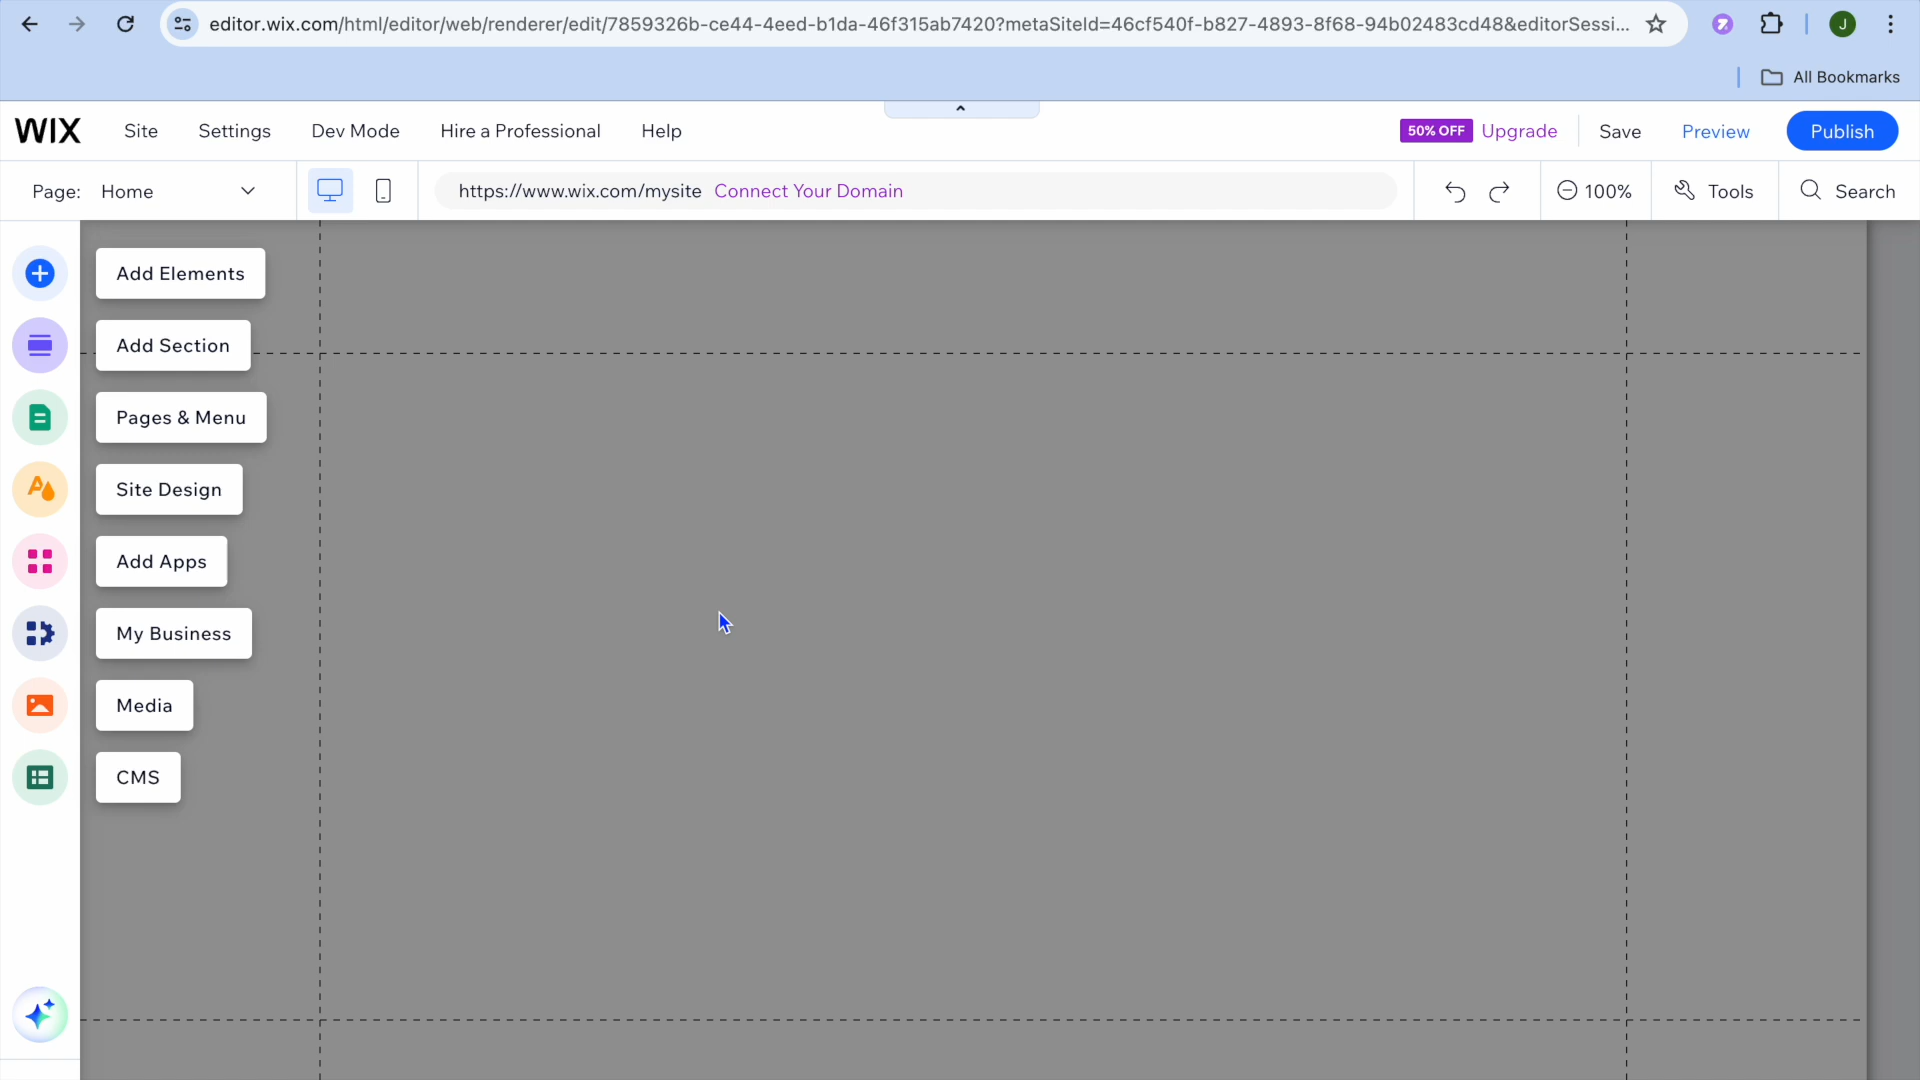 editor.wix.com/html/editor/web/renderer/edit/7859326b-ce44-4eed-b1da-46f315ab7420?metaSiteId=46cf540f-b827-4893-8f68-94b02483cd48&editorSessi...
J
All Bookmarks
WIX Site Settings Dev Mode Hire a Professional Help 50% OFF Upgrade Save Preview Publish
Page: Home https://www.wix.com/mysite Connect Your Domain 100% Tools Search
Add Elements
Add Section
Pages & Menu
Site Design
Add Apps
My Business
Media
CMS